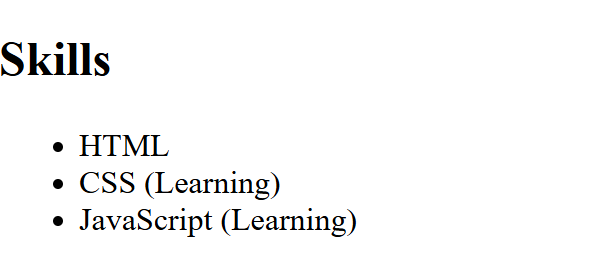 Skills
• HTML
• CSS (Learning)
• JavaScript (Learning)